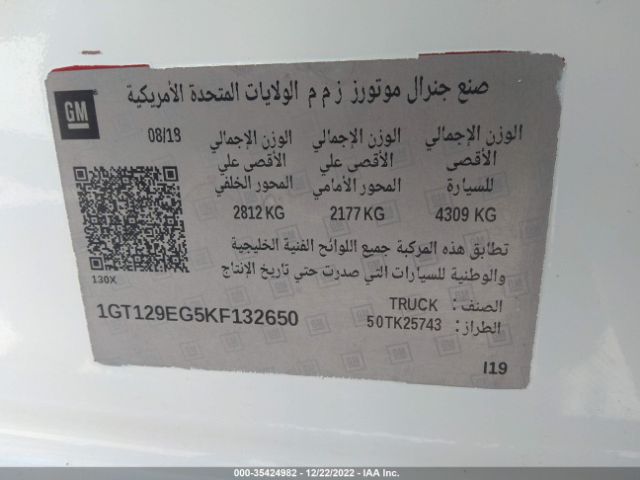 صنع جنرال موتورز ز م م الولايات المتحدة الأمريكية
GM
08/18
الوزن الإجمالي الأقصى للسيارة
4309 KG
الوزن الإجمالي الأقصى علي المحور الأمامي
2177 KG
الوزن الإجمالي الأقصى علي المحور الخلفي
2812 KG
130X
تطابق هذه المركبة جميع اللوائح الفنية الخليجية
والوطنية للسيارات التي صدرت حتي تاريخ الإنتاج
الصنف : TRUCK
الطراز: 50TK25743
1GT129EG5KF132650
I19
000-35424982 - 12/22/2022 - IAA Inc.